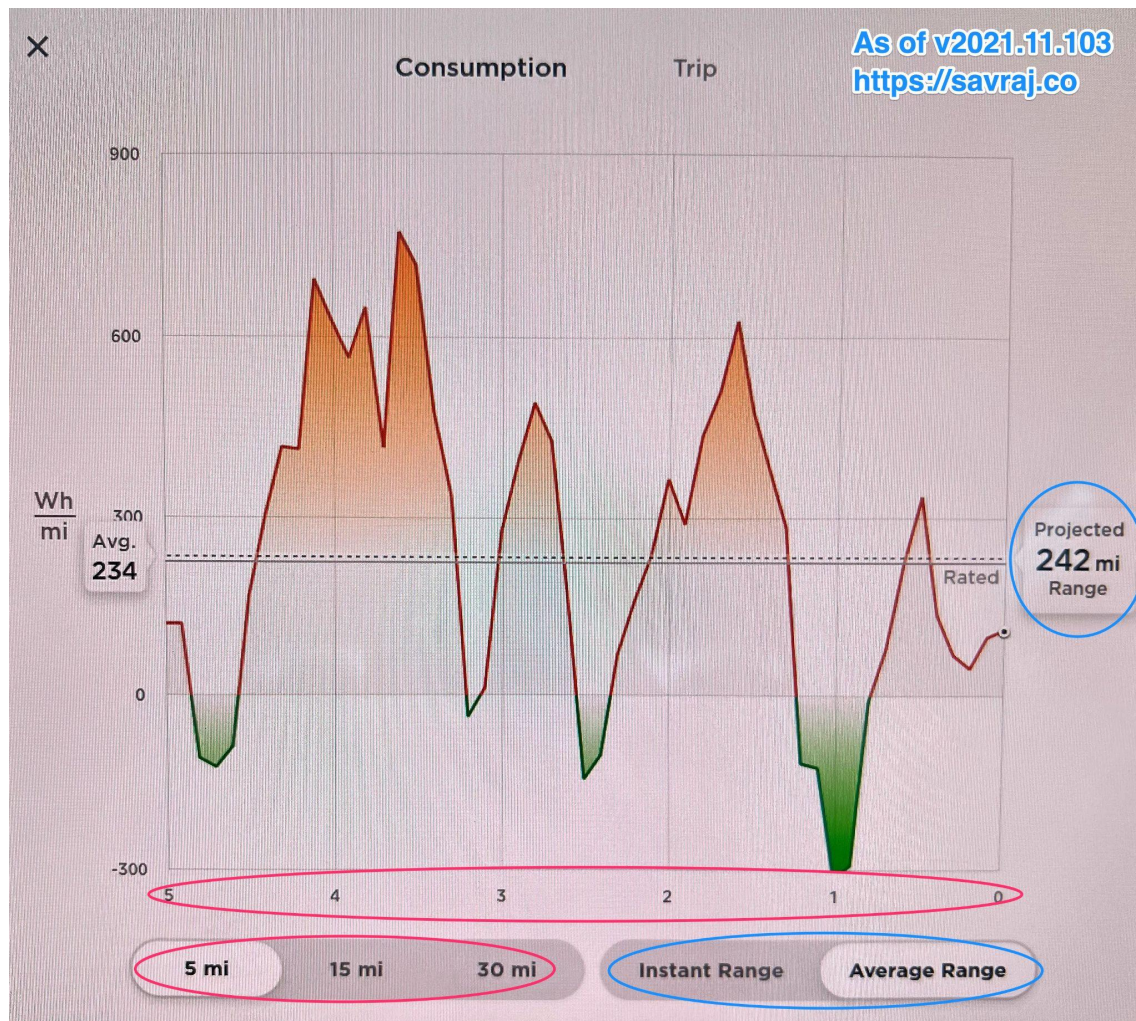 As of v2021.11.103
https://savraj.co
Consumption Trip
900
600
Wh
mi
300
Avg.
234
Projected
242 mi
Range
Rated
0
-300
5 4 3 2 1 0
5 mi 15 mi 30 mi Instant Range Average Range